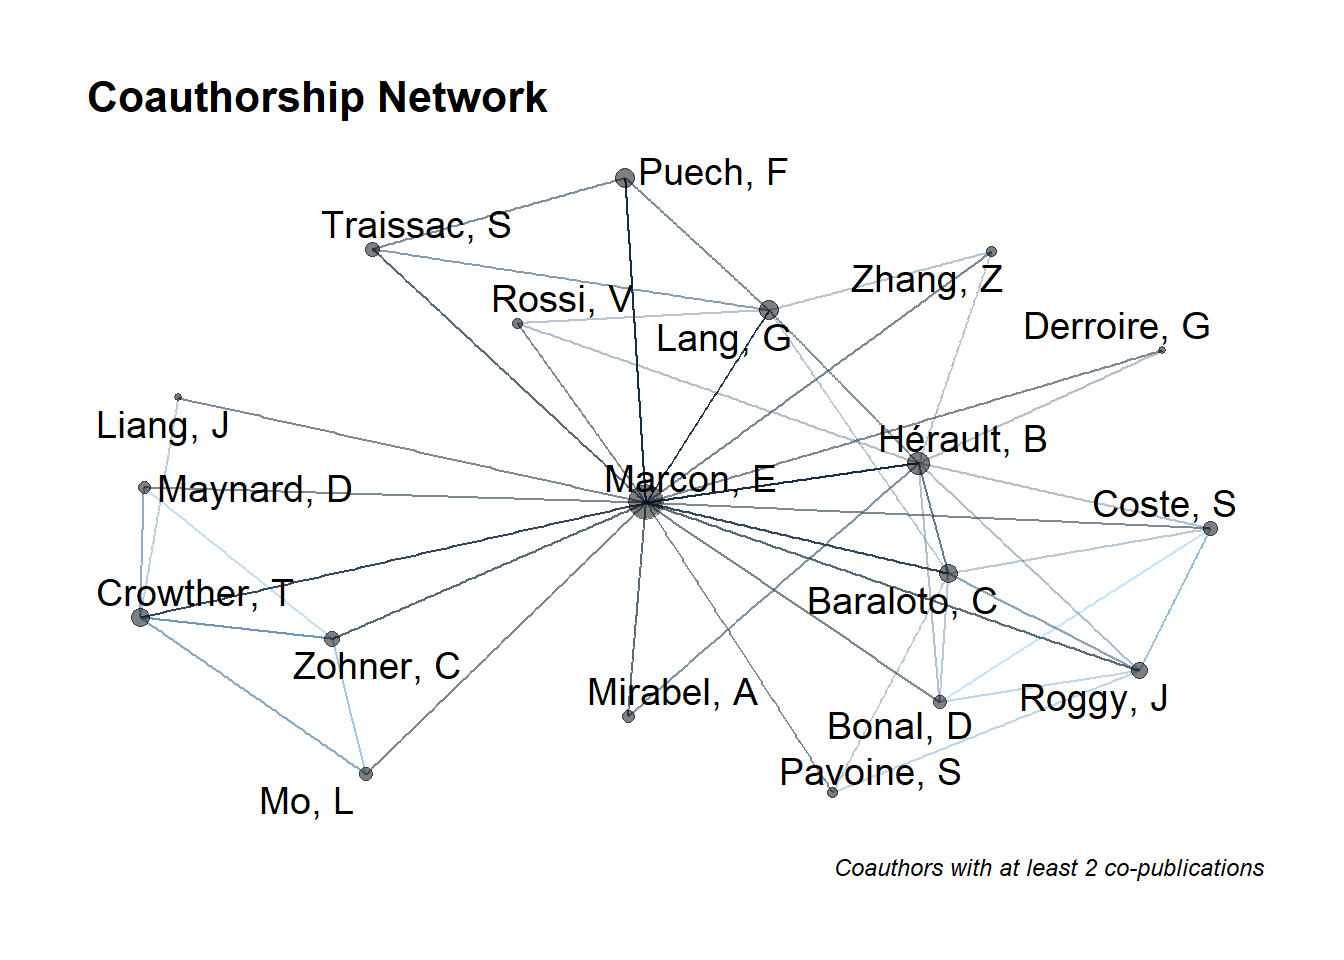 Coauthorship Network
Puech, F
Traissac, S
Zhang, Z
Rossi, V
Lang, G
Derroire, G
Liang, J
Hérault, B
Marcon, E
Maynard, D
Coste, S
Crowther, T
Baraloto, C
Zohner, C
Mirabel, A
Roggy, J
Bonal, D
Pavoine, S
Mo, L
Coauthors with at least 2 co-publications